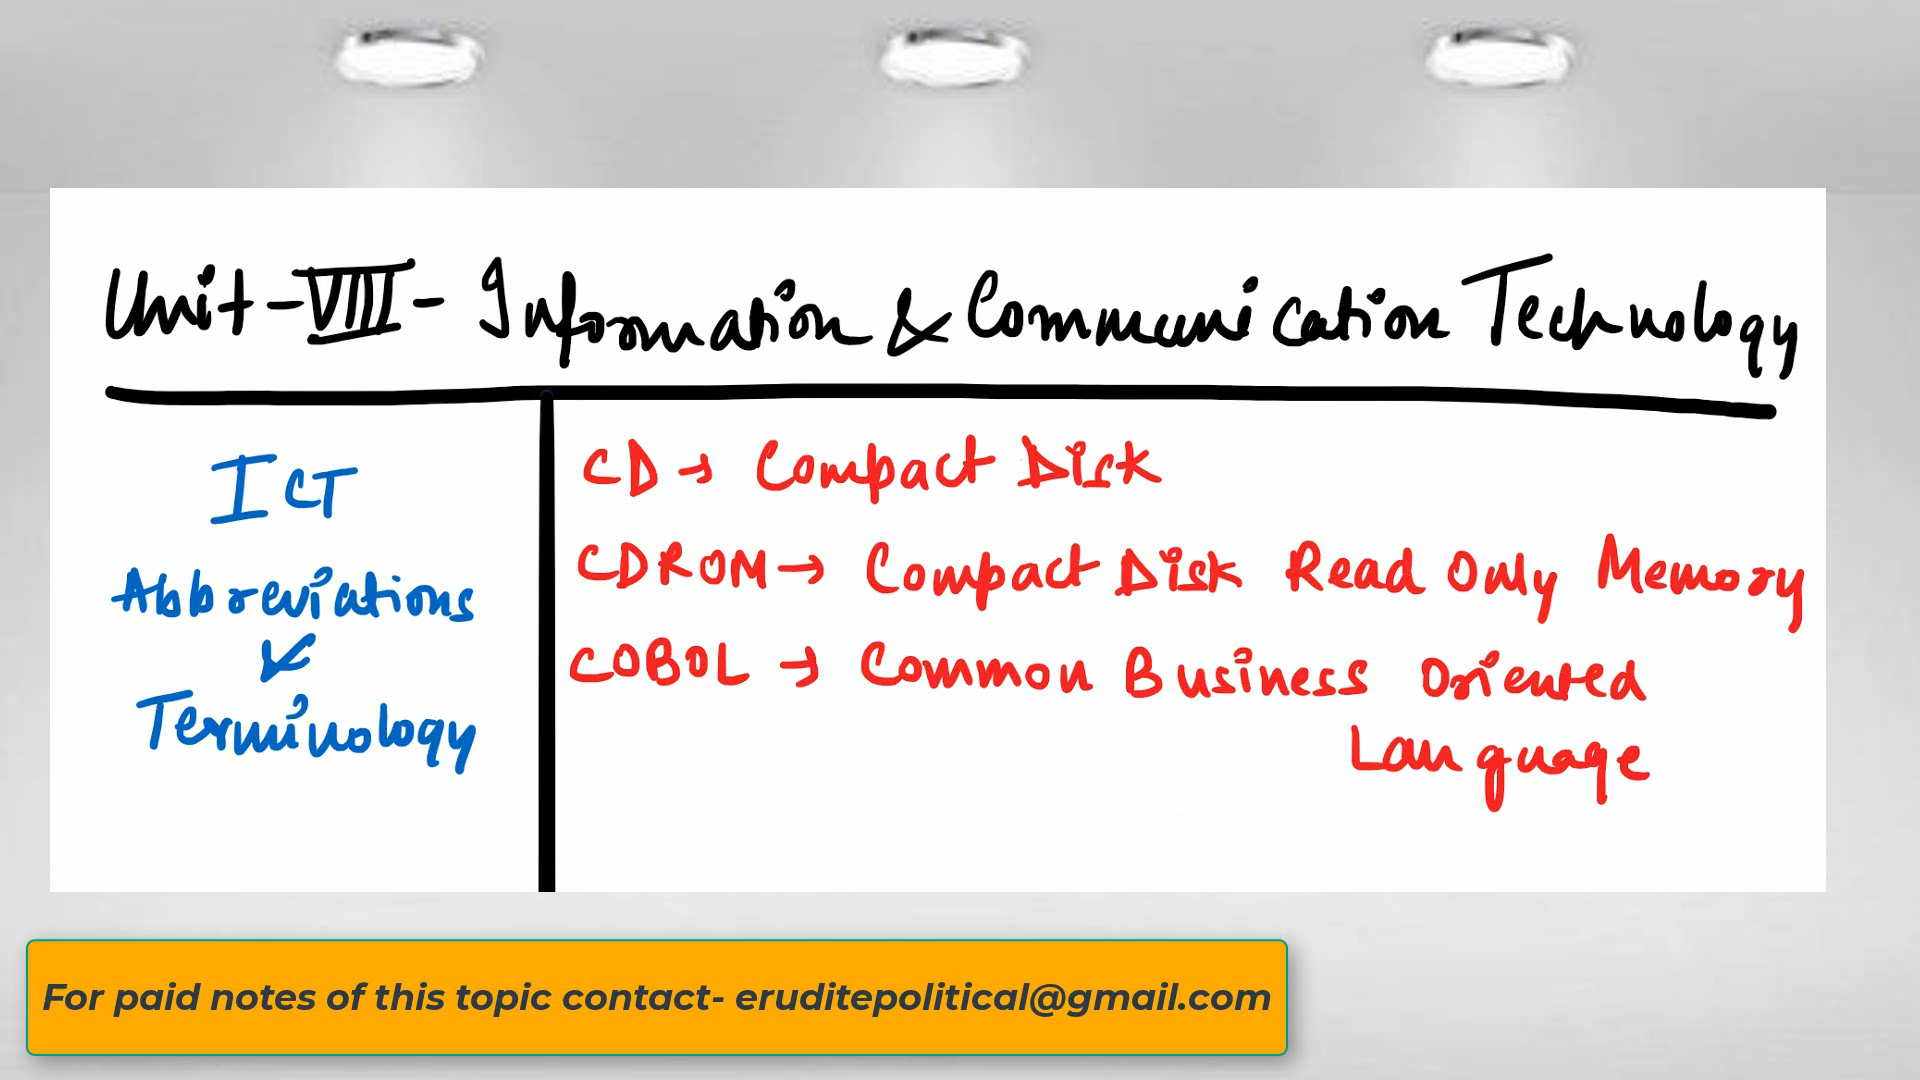 Unit-VIII- Information & Communication Technology
ICT
Abbreviations
&
Terminology
CD → Compact Disk
CDROM → Compact Disk Read Only Memory
COBOL → Common Business Oriented
Language
For paid notes of this topic contact- eruditepolitical@gmail.com